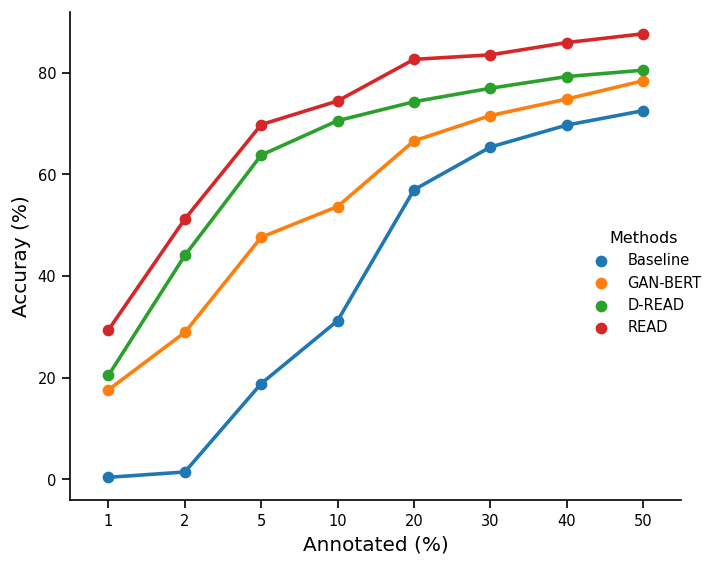 80
60
40
20
0
Accuray (%)
1 2 5 10 20 30 40 50
Annotated (%)
Methods
Baseline
GAN-BERT
D-READ
READ